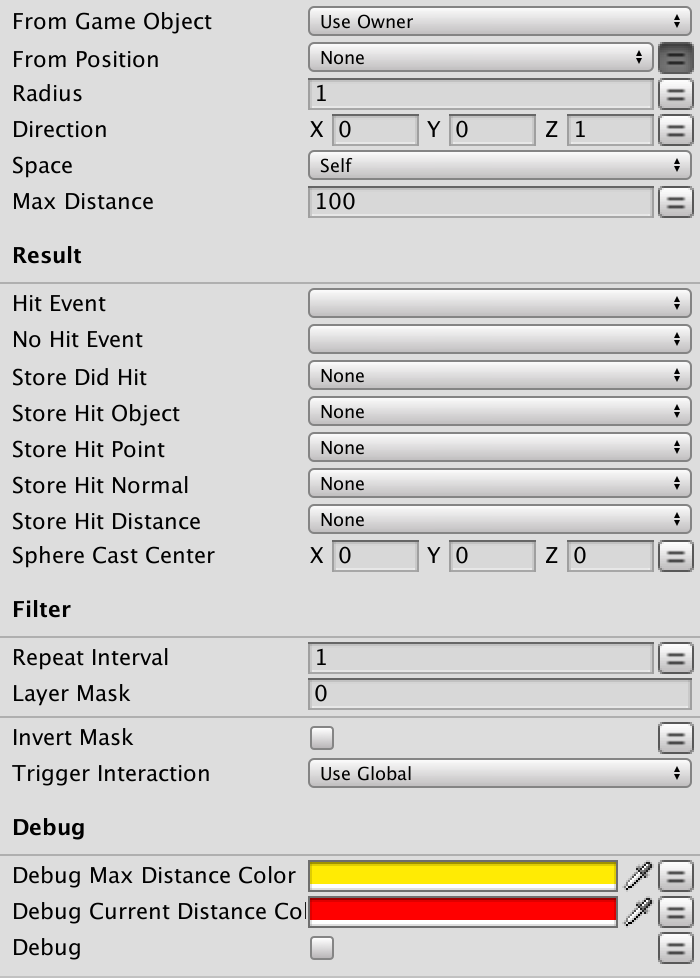 From Game Object Use Owner
From Position None
Radius 1
Direction X 0 Y 0 Z 1
Space Self
Max Distance 100
Result
Hit Event
No Hit Event
Store Did Hit None
Store Hit Object None
Store Hit Point None
Store Hit Normal None
Store Hit Distance None
Sphere Cast Center X 0 Y 0 Z 0
Filter
Repeat Interval 1
Layer Mask 0
Invert Mask
Trigger Interaction Use Global
Debug
Debug Max Distance Color
Debug Current Distance Col
Debug